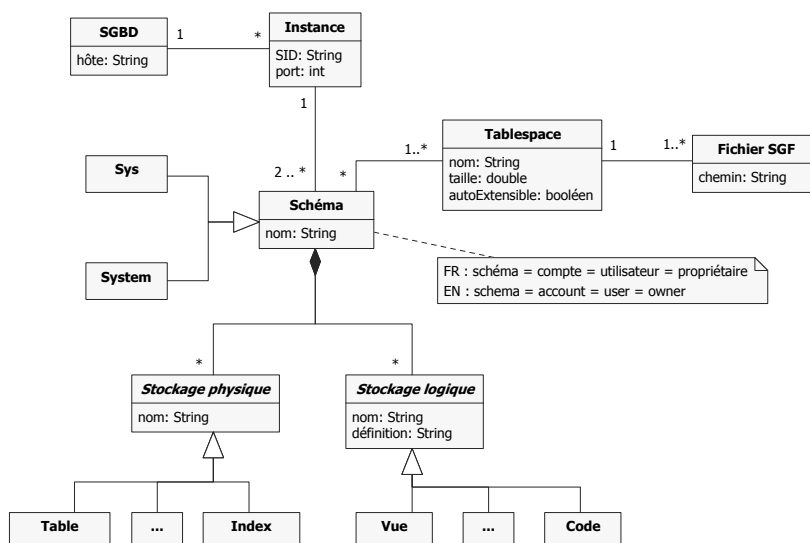 SGBD
hôte: String
1
*
Instance
SID: String
port: int
1
2 .. *
Tablespace
nom: String
taille: double
autoExtensible: booléen
1..*
*
1
1..*
Fichier SGF
chemin: String
Sys
System
Schéma
nom: String
FR : schéma = compte = utilisateur = propriétaire
EN : schema = account = user = owner
*
*
Stockage physique
nom: String
Stockage logique
nom: String
définition: String
Table
...
Index
Vue
...
Code